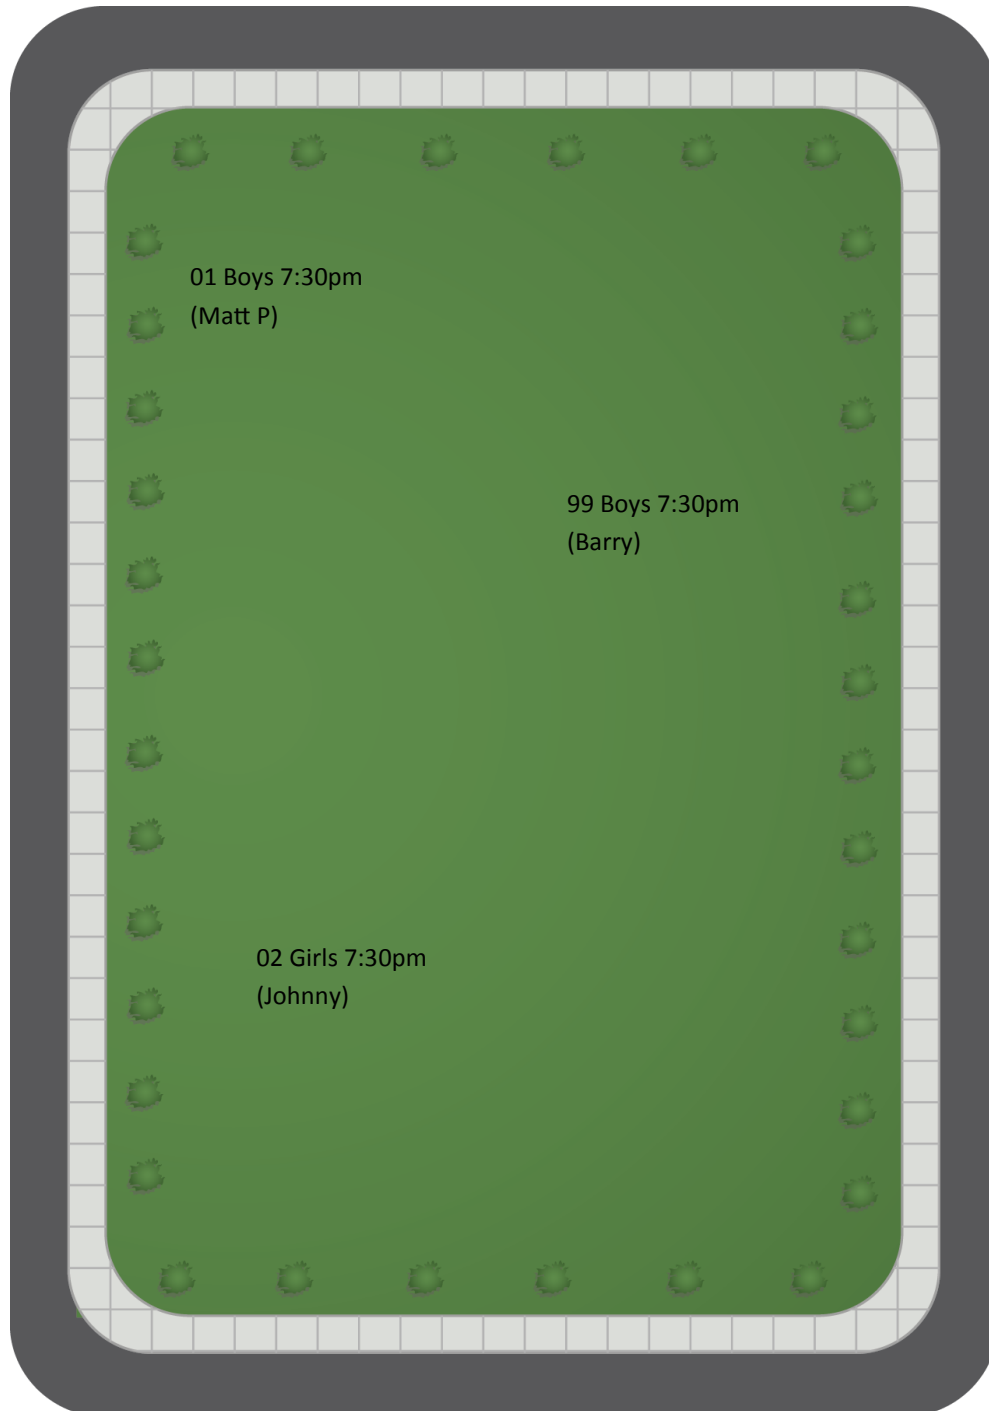 01 Boys 7:30pm
(Matt P)
99 Boys 7:30pm
(Barry)
02 Girls 7:30pm
(Johnny)